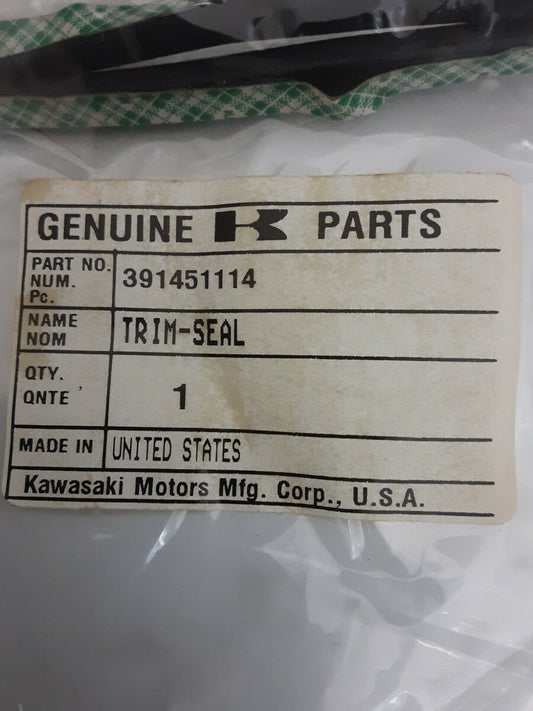 GENUINE K PARTS
PART NO.
NUM.
Pc.
391451114
NAME
NOM
TRIM-SEAL
QTY.
QNTE
1
MADE IN
UNITED STATES
Kawasaki Motors Mfg. Corp., U.S.A.